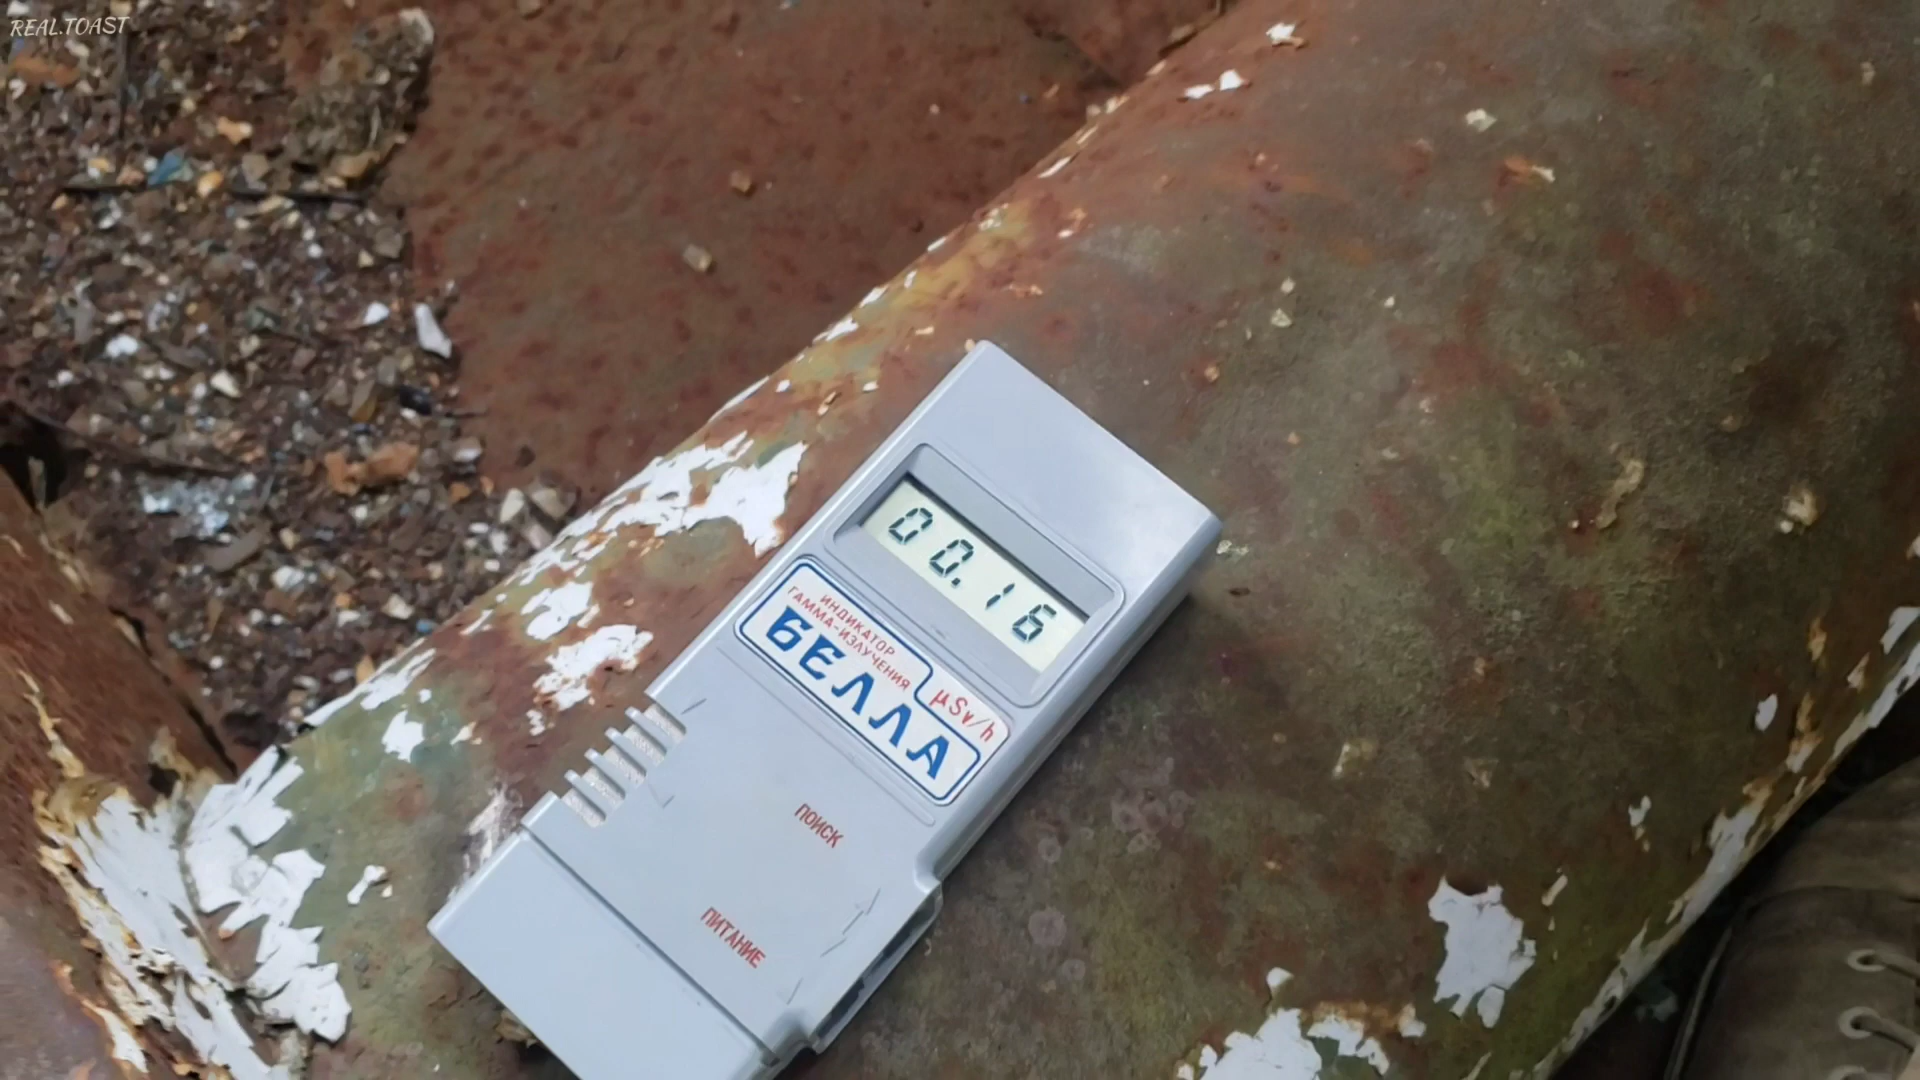 REAL.TOAST
00.16
ИНДИКАТОР
ГАММА-ИЗЛУЧЕНИЯ
μSv/h
БЕЛЛА
ПОИСК
ПИТАНИЕ